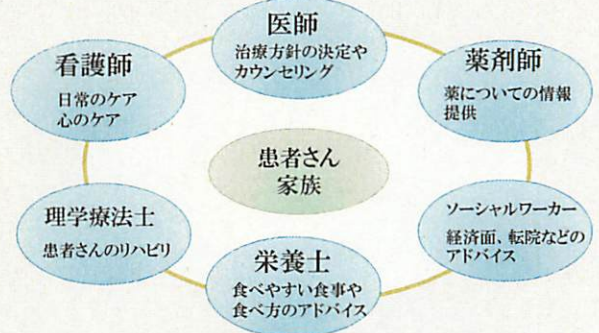 医師
治療方針の決定や
カウンセリング
看護師
日常のケア
心のケア
薬剤師
薬についての情報
提供
患者さん
家族
理学療法士
患者さんのリハビリ
ソーシャルワーカー
経済面、転院などの
アドバイス
栄養士
食べやすい食事や
食べ方のアドバイス